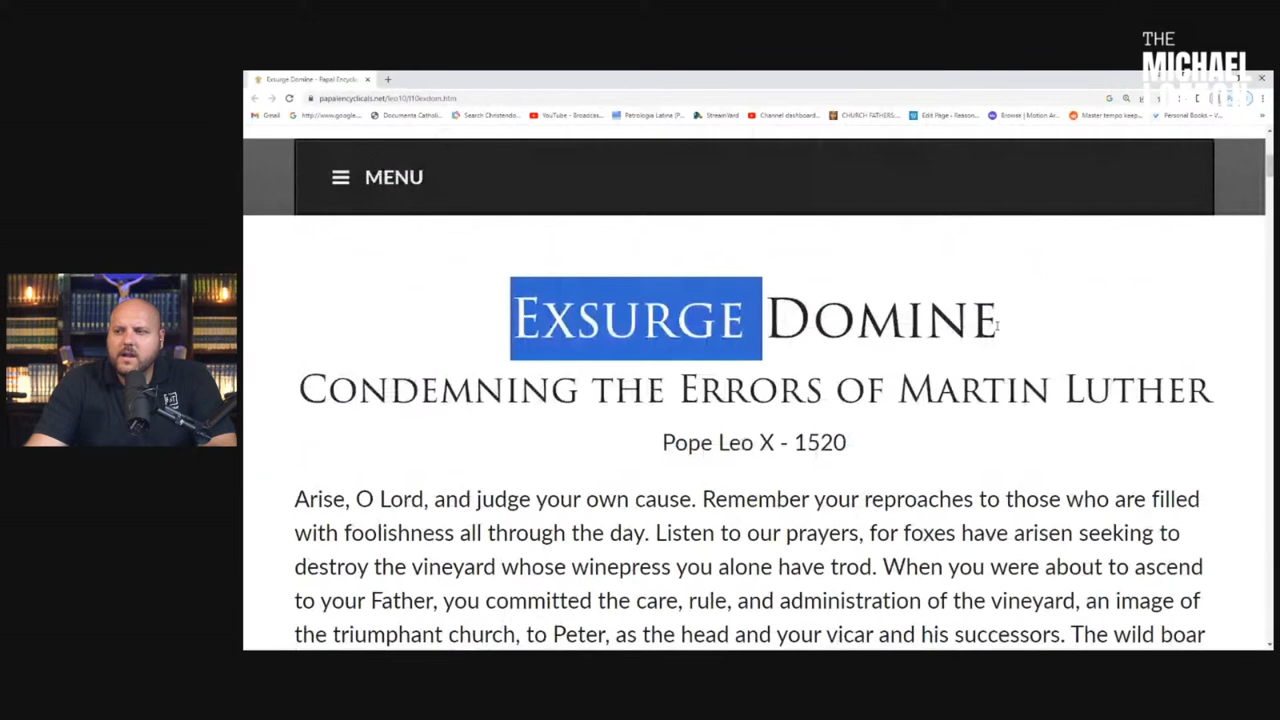 THE
MICHAEL
LOFTON
Exsurge Domine - Papal Encycli
papalencyclicals.net/leo10/l10exdom.htm
Gmail
http://www.google...
Documenta Catholi...
Search Christendo...
YouTube - Broadcas...
Patrologia Latina (P...
StreamYard
Channel dashboard...
CHURCH FATHERS:...
Edit Page - Reason...
Browse | Motion Ar...
Master tempo keep...
Personal Books – V...
MENU
Exsurge Domine
Condemning the Errors of Martin Luther
Pope Leo X - 1520
Arise, O Lord, and judge your own cause. Remember your reproaches to those who are filled
with foolishness all through the day. Listen to our prayers, for foxes have arisen seeking to
destroy the vineyard whose winepress you alone have trod. When you were about to ascend
to your Father, you committed the care, rule, and administration of the vineyard, an image of
the triumphant church, to Peter, as the head and your vicar and his successors. The wild boar